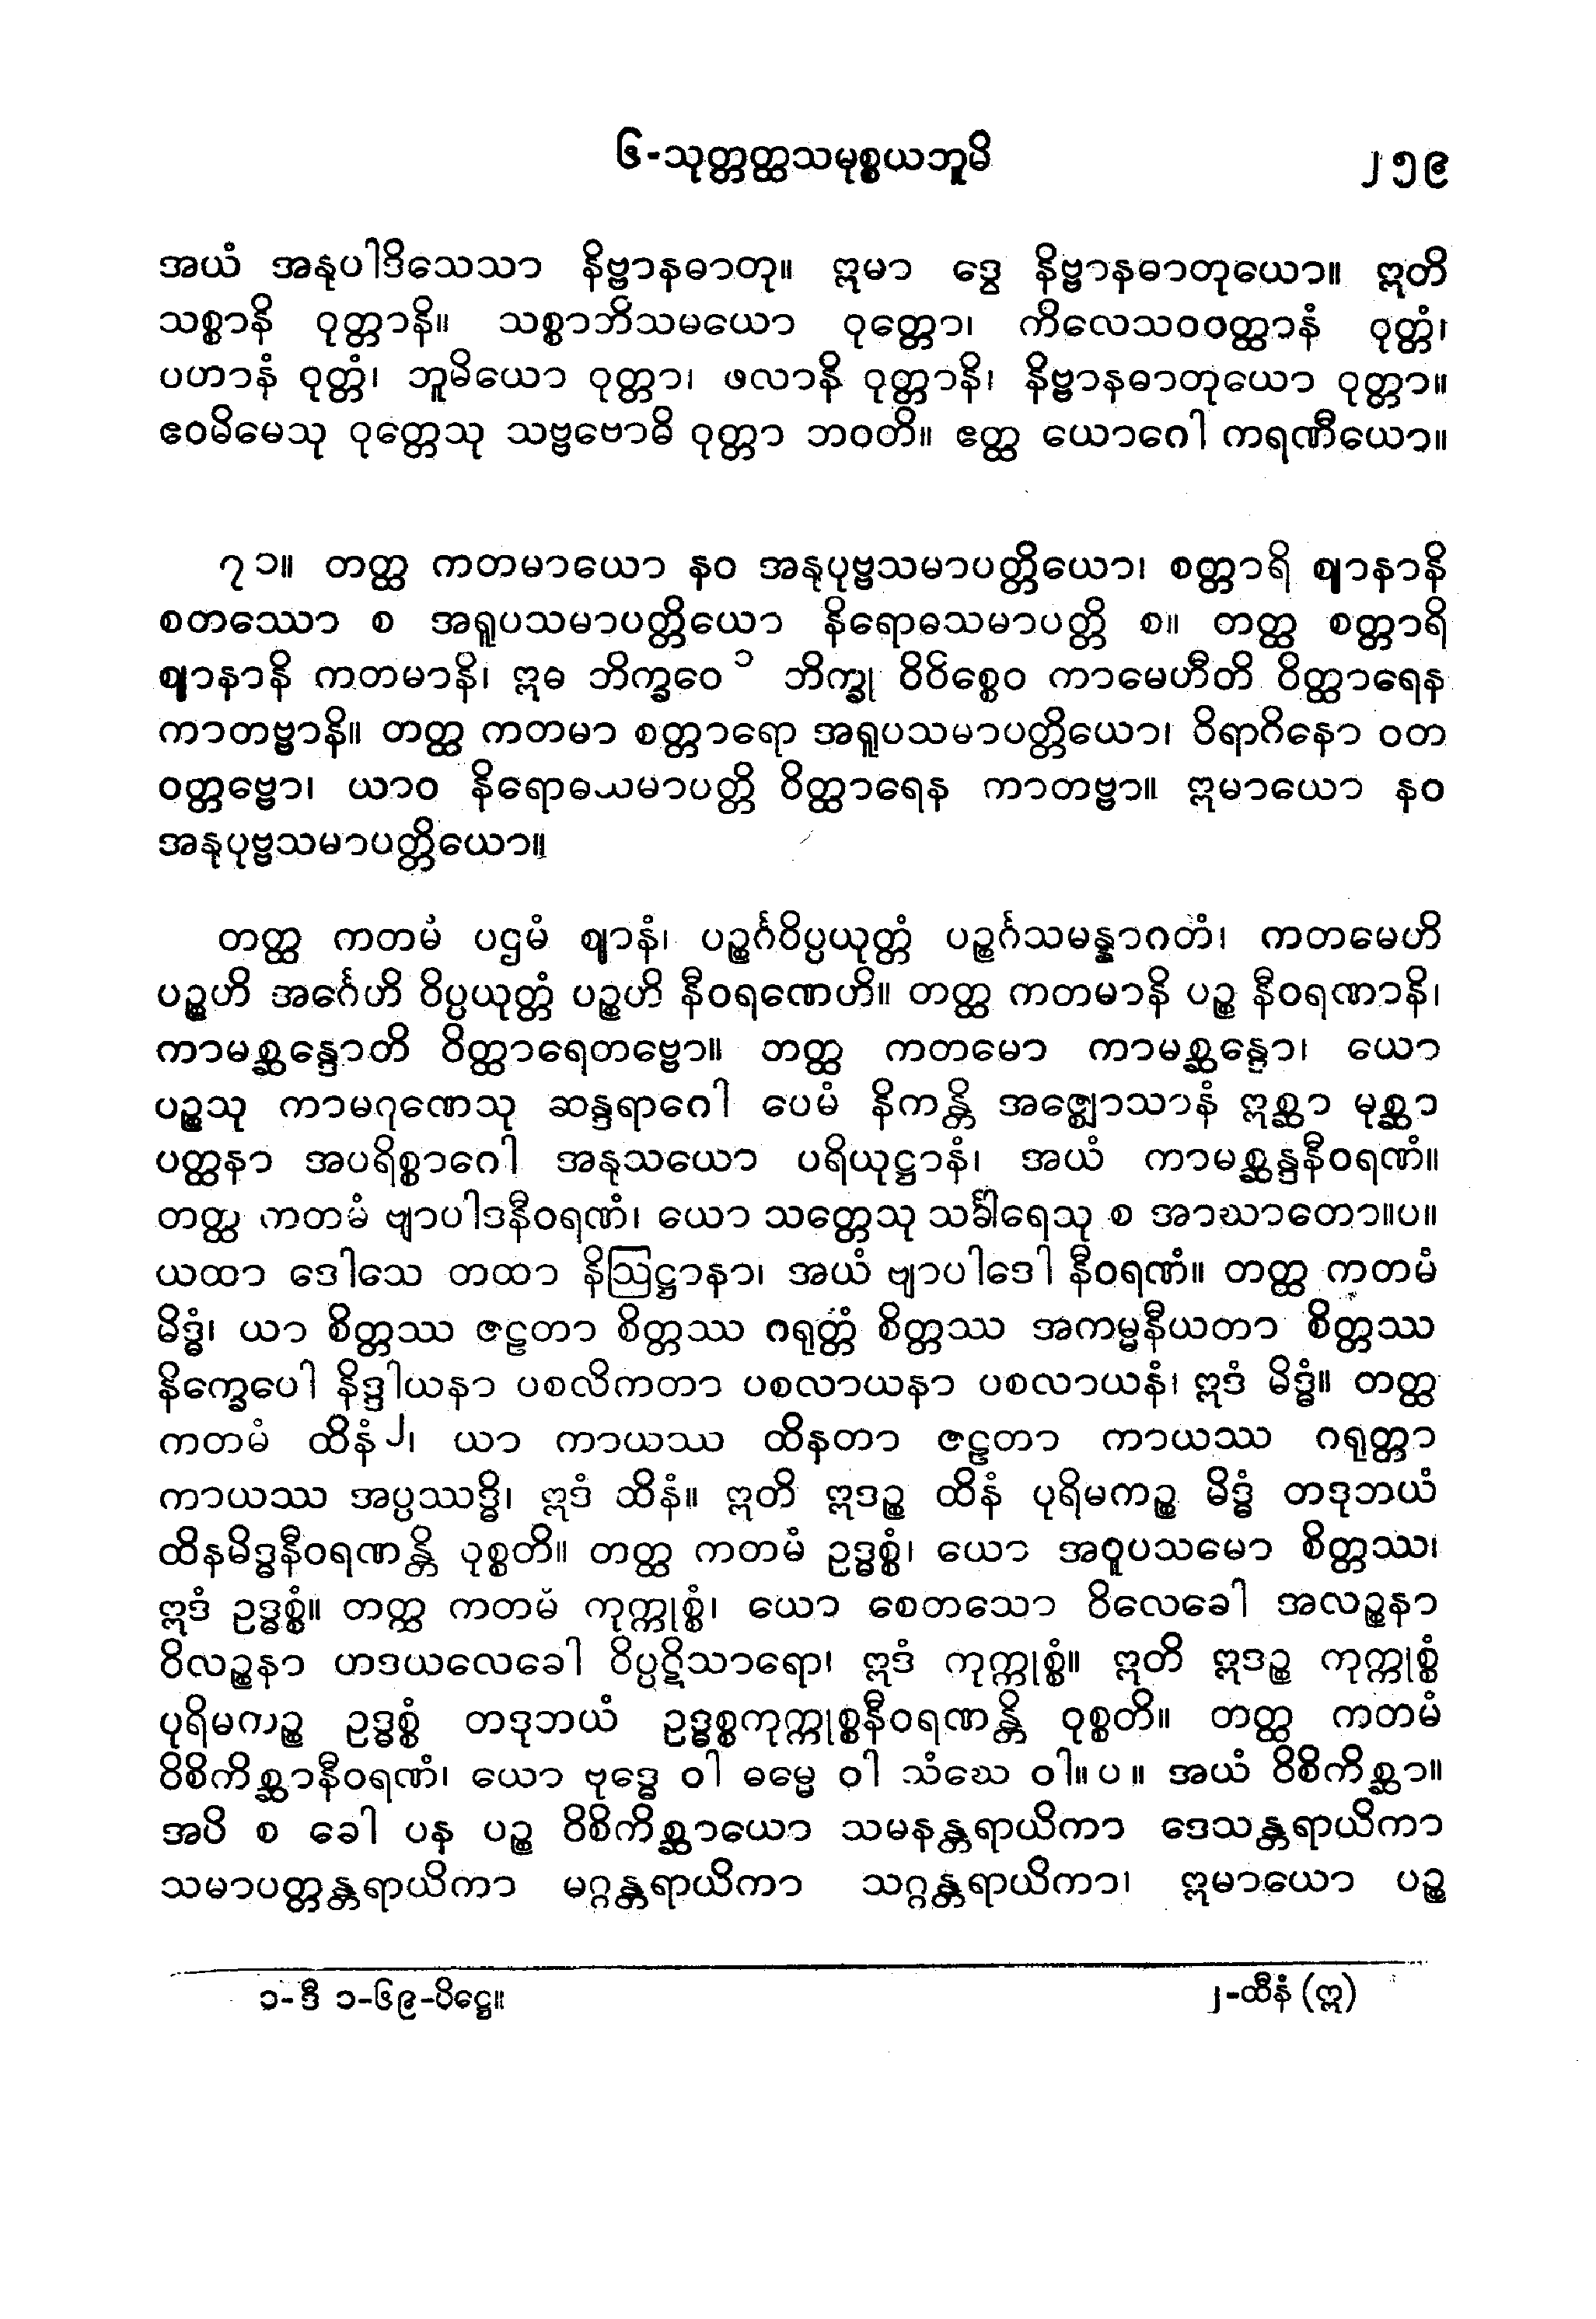 ၆-သုတ္တတ္ထသမုစ္စယဘူမိ ၂၅၉
အယံ အနုပါဒိသေသာ နိဗ္ဗာနဓာတု။ ဣမာ ဒွေ နိဗ္ဗာနဓာတုယော။ ဣတိ
သစ္စာနိ ဝုတ္တာနိ။ သစ္စာဘိသမယော ဝုတ္တော၊ ကိလေသဝဝတ္ထာနံ ဝုတ္တံ၊
ပဟာနံ ဝုတ္တံ၊ ဘူမိယော ဝုတ္တာ၊ ဖလာနိ ဝုတ္တာနိ၊ နိဗ္ဗာနဓာတုယော ဝုတ္တာ။
ဧဝမိမေသု ဝုတ္တေသု သဗ္ဗဗောဓိ ဝုတ္တာ ဘဝတိ။ ဧတ္ထ ယောဂေါ ကရဏီယော။
၇၁။ တတ္ထ ကတမာယော နဝ အနုပုဗ္ဗသမာပတ္တိယော၊ စတ္တာရိ ဈာနာနိ
စတဿော စ အရူပသမာပတ္တိယော နိရောဓသမာပတ္တိ စ။ တတ္ထ စတ္တာရိ
ဈာနာနိ ကတမာနိ၊ ဣဓ ဘိက္ခဝေ ၁ ဘိက္ခု ဝိဝိစ္စေဝ ကာမေဟီတိ ဝိတ္ထာရေန
ကာတဗ္ဗာနိ။ တတ္ထ ကတမာ စတ္တာရော အရူပသမာပတ္တိယော၊ ဝိရာဂိနော ဝတ
ဝတ္တဗ္ဗော၊ ယာဝ နိရောဓသမာပတ္တိ ဝိတ္ထာရေန ကာတဗ္ဗာ။ ဣမာယော နဝ
အနုပုဗ္ဗသမာပတ္တိယော။
တတ္ထ ကတမံ ပဌမံ ဈာနံ၊ ပဉ္စင်္ဂဝိပ္ပယုတ္တံ ပဉ္စင်္ဂသမန္နာဂတံ၊ ကတမေဟိ
ပဉ္စဟိ အင်္ဂေဟိ ဝိပ္ပယုတ္တံ ပဉ္စဟိ နီဝရဏေဟိ။ တတ္ထ ကတမာနိ ပဉ္စ နီဝရဏာနိ၊
ကာမစ္ဆန္ဒောတိ ဝိတ္ထာရေတဗ္ဗော။ တတ္ထ ကတမော ကာမစ္ဆန္ဒော၊ ယော
ပဉ္စသု ကာမဂုဏေသု ဆန္ဒရာဂေါ ပေမံ နိကန္တိ အဇ္ဈောသာနံ ဣစ္ဆာ မုစ္ဆာ
ပတ္ထနာ အပရိစ္စာဂေါ အနုသယော ပရိယုဋ္ဌာနံ၊ အယံ ကာမစ္ဆန္ဒနီဝရဏံ။
တတ္ထ ကတမံ ဗျာပါဒနီဝရဏံ၊ ယော သတ္တေသု သင်္ခါရေသု စ အာဃာတော။ပ။
ယထာ ဒေါသေ တထာ နိဩဋ္ဌာနာ၊ အယံ ဗျာပါဒေါ နီဝရဏံ။ တတ္ထ ကတမံ
မိဒ္ဓံ၊ ယာ စိတ္တဿ ဇဠတာ စိတ္တဿ ဂရုတ္တံ စိတ္တဿ အကမ္မနီယတာ စိတ္တဿ
နိက္ခေပေါ နိဒ္ဒါယနာ ပစလိကတာ ပစလာယနာ ပစလာယနံ၊ ဣဒံ မိဒ္ဓံ။ တတ္ထ
ကတမံ ထိနံ ၂၊ ယာ ကာယဿ ထိနတာ ဇဠတာ ကာယဿ ဂရုတ္တာ
ကာယဿ အပ္ပဿဒ္ဓိ၊ ဣဒံ ထိနံ။ ဣတိ ဣဒဉ္စ ထိနံ ပုရိမကဉ္စ မိဒ္ဓံ တဒုဘယံ
ထိနမိဒ္ဓနီဝရဏန္တိ ဝုစ္စတိ။ တတ္ထ ကတမံ ဥဒ္ဓစ္စံ၊ ယော အဝူပသမော စိတ္တဿ၊
ဣဒံ ဥဒ္ဓစ္စံ။ တတ္ထ ကတမံ ကုက္ကုစ္စံ၊ ယော စေတသော ဝိလေခေါ အလဉ္စနာ
ဝိလဉ္စနာ ဟဒယလေခေါ ဝိပ္ပဋိသာရော၊ ဣဒံ ကုက္ကုစ္စံ။ ဣတိ ဣဒဉ္စ ကုက္ကုစ္စံ
ပုရိမကဉ္စ ဥဒ္ဓစ္စံ တဒုဘယံ ဥဒ္ဓစ္စကုက္ကုစ္စနီဝရဏန္တိ ဝုစ္စတိ။ တတ္ထ ကတမံ
ဝိစိကိစ္ဆာနီဝရဏံ၊ ယော ဗုဒ္ဓေ ဝါ ဓမ္မေ ဝါ သံဃေ ဝါ။ ပ ။ အယံ ဝိစိကိစ္ဆာ။
အပိ စ ခေါ ပန ပဉ္စ ဝိစိကိစ္ဆာယော သမနန္တရာယိကာ ဒေသန္တရာယိကာ
သမာပတ္တန္တရာယိကာ မဂ္ဂန္တရာယိကာ သဂ္ဂန္တရာယိကာ၊ ဣမာယော ပဉ္စ
၁-ဒီ ၁-၆၉-ပိဋ္ဌေ။ ၂-ထီနံ (ဣ)